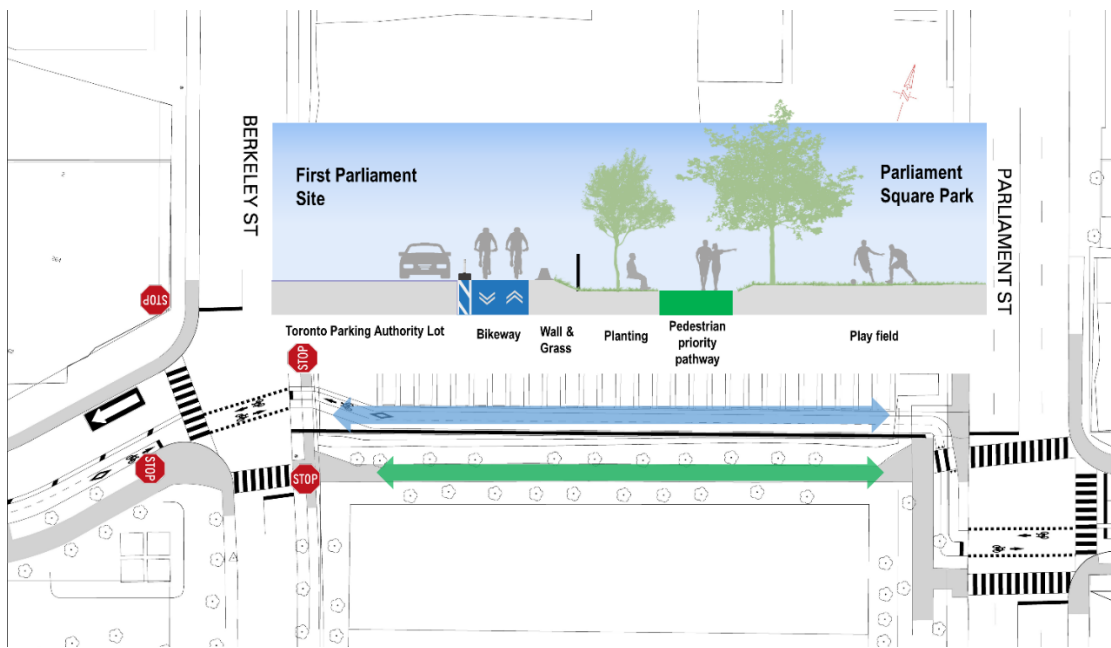 BERKELEY ST
First Parliament
Site
Parliament
Square Park
PARLIAMENT ST
STOP
Toronto Parking Authority Lot
Bikeway
Wall &
Grass
Planting
Pedestrian
priority
pathway
Play field
STOP
STOP
STOP